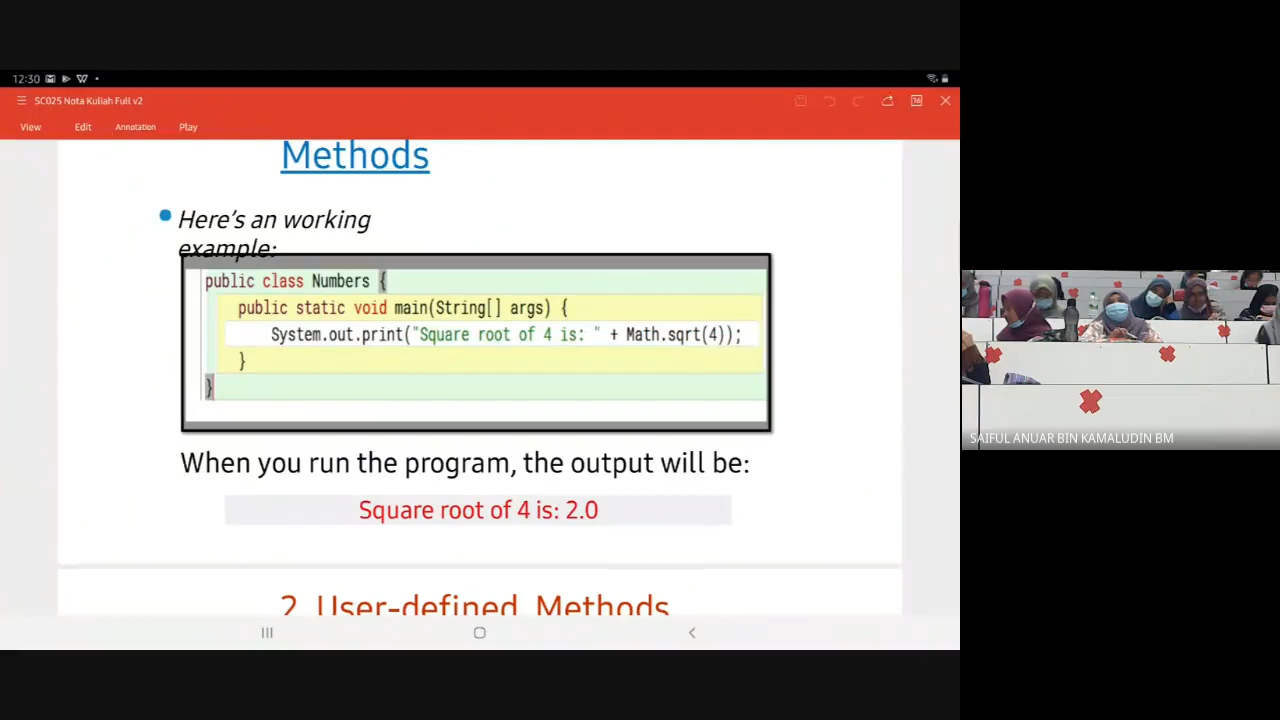 12:30
SC025 Nota Kuliah Full v2
View Edit Annotation Play
Methods
Here's an working
example:
public class Numbers {
public static void main(String[] args) {
System.out.print("Square root of 4 is: " + Math.sqrt(4));
}
}
When you run the program, the output will be:
Square root of 4 is: 2.0
2. User-defined Methods
SAIFUL ANUAR BIN KAMALUDIN BM